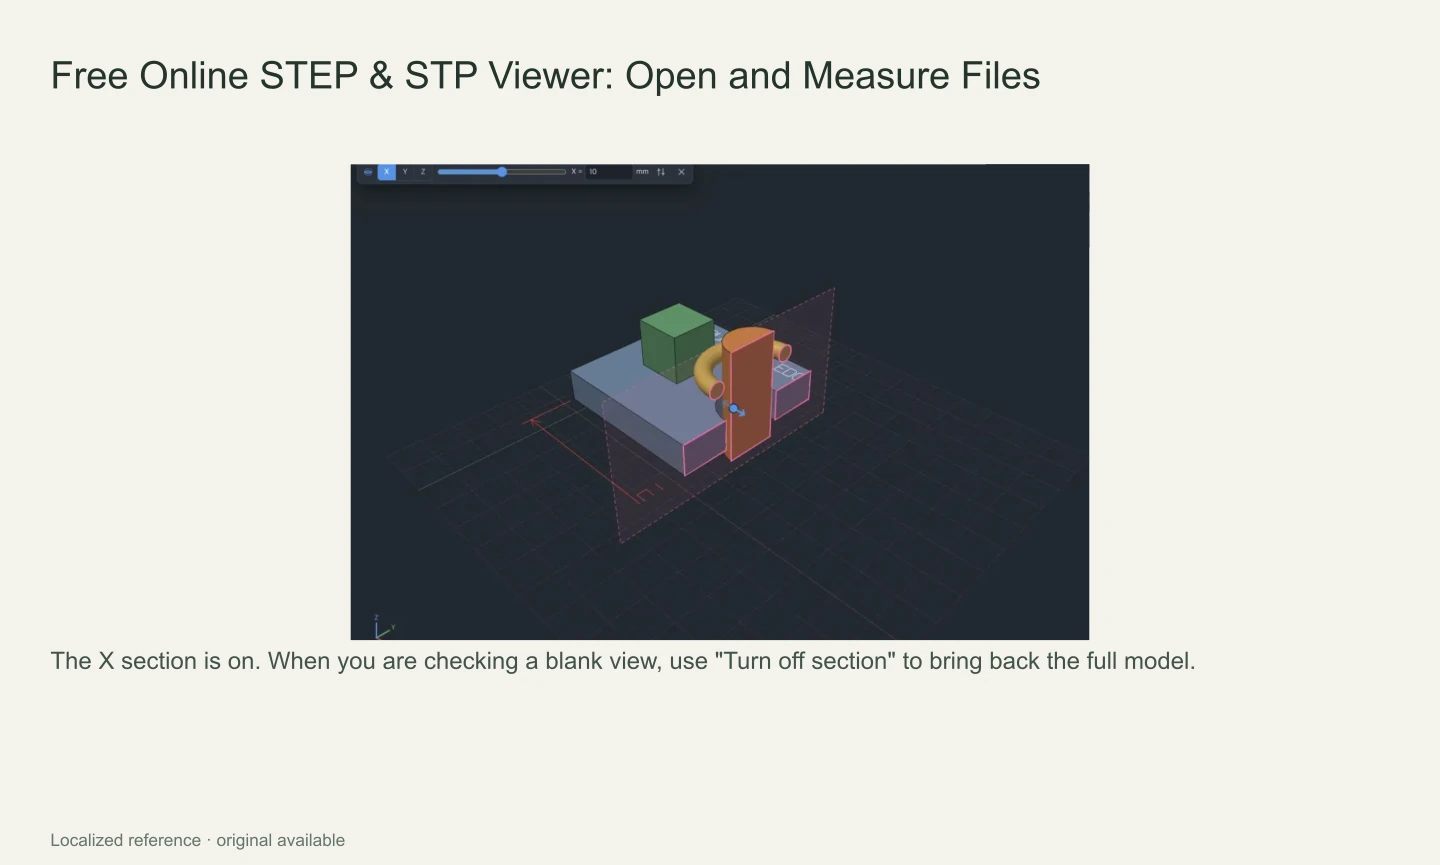 Free Online STEP & STP Viewer: Open and Measure Files
X Y Z X = 10 mm
EDG
Z
Y
The X section is on. When you are checking a blank view, use "Turn off section" to bring back the full model.
Localized reference · original available